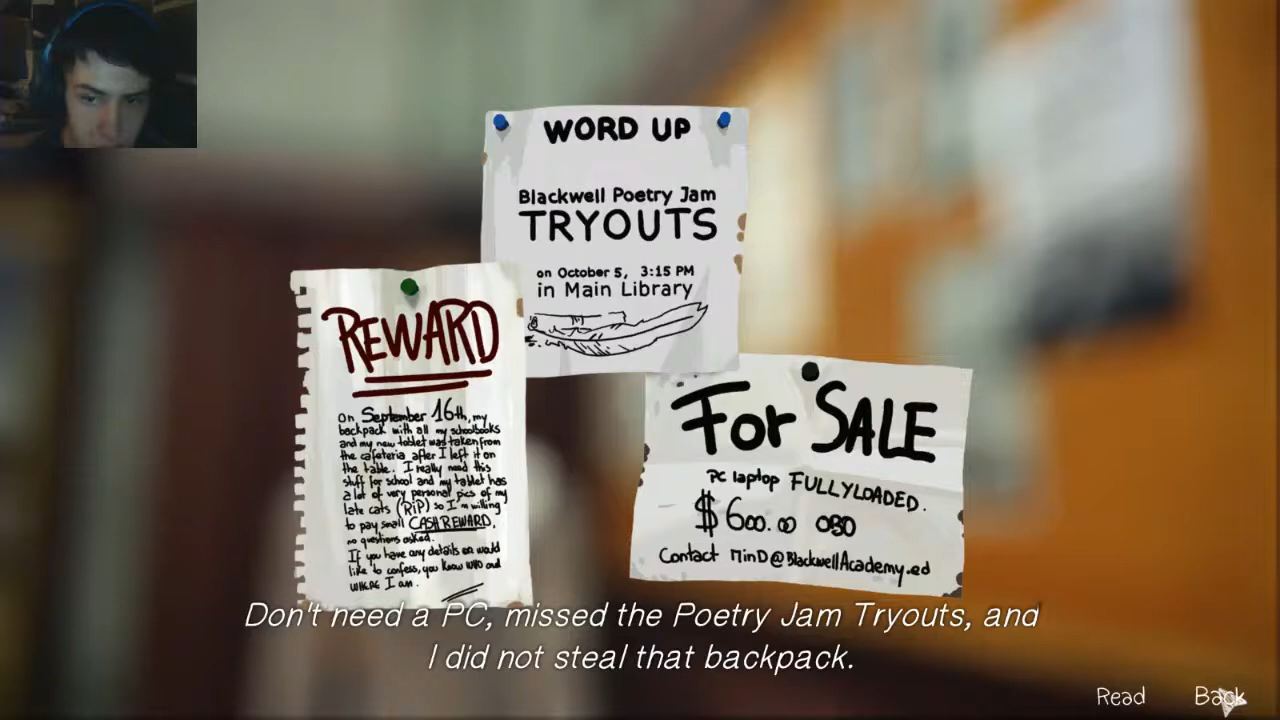 WORD UP
Blackwell Poetry Jam
TRYOUTS
on October 5, 3:15 PM
in Main Library
REWARD
On September 16th, my
backpack with all my schoolbooks
and my new tablet was taken from
the cafeteria after I left it on
the table. I really need this
stuff for school and my tablet has
a lot of very personal pics of my
late cats (RiP) so I'm willing
to pay small CASH REWARD,
no questions asked.
If you have any details or would
like to confess, you know WHO and
WHERE I am.
For SALE
PC laptop FULLYLOADED.
$600.00 OBO
Contact MinD@BlackwellAcademy.ed
Don't need a PC, missed the Poetry Jam Tryouts, and
I did not steal that backpack.
Read Back